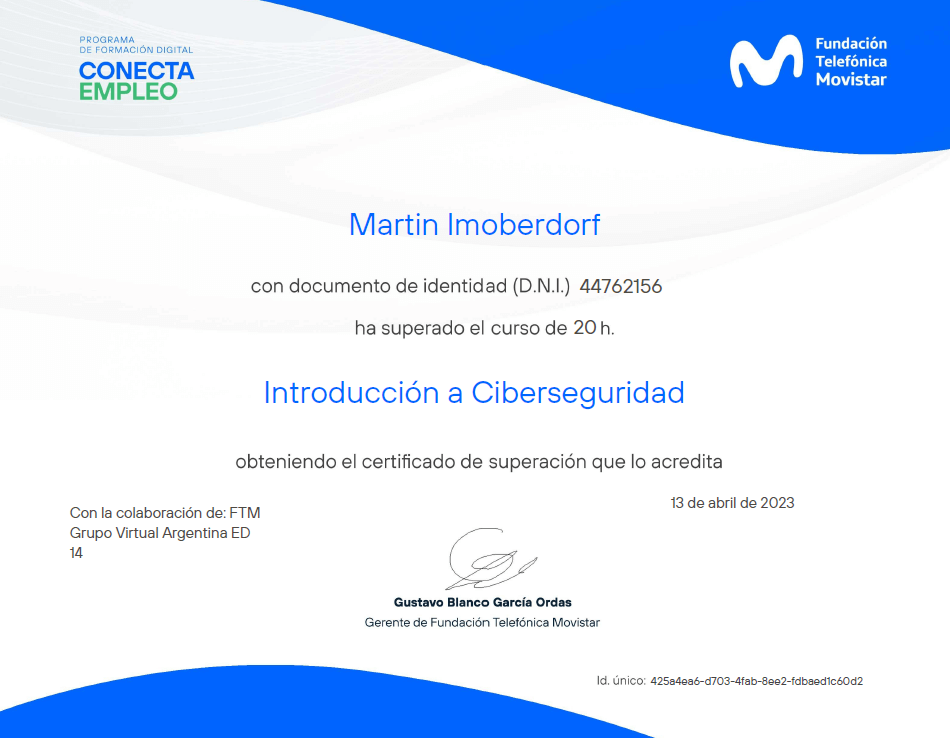 PROGRAMA
DE FORMACIÓN DIGITAL
CONECTA
EMPLEO
Fundación
Telefónica
Movistar
Martin Imoberdorf
con documento de identidad (D.N.I.) 44762156
ha superado el curso de 20 h.
Introducción a Ciberseguridad
obteniendo el certificado de superación que lo acredita
13 de abril de 2023
Con la colaboración de: FTM
Grupo Virtual Argentina ED
14
Gustavo Blanco García Ordas
Gerente de Fundación Telefónica Movistar
Id. único: 425a4ea6-d703-4fab-8ee2-fdbaed1c60d2